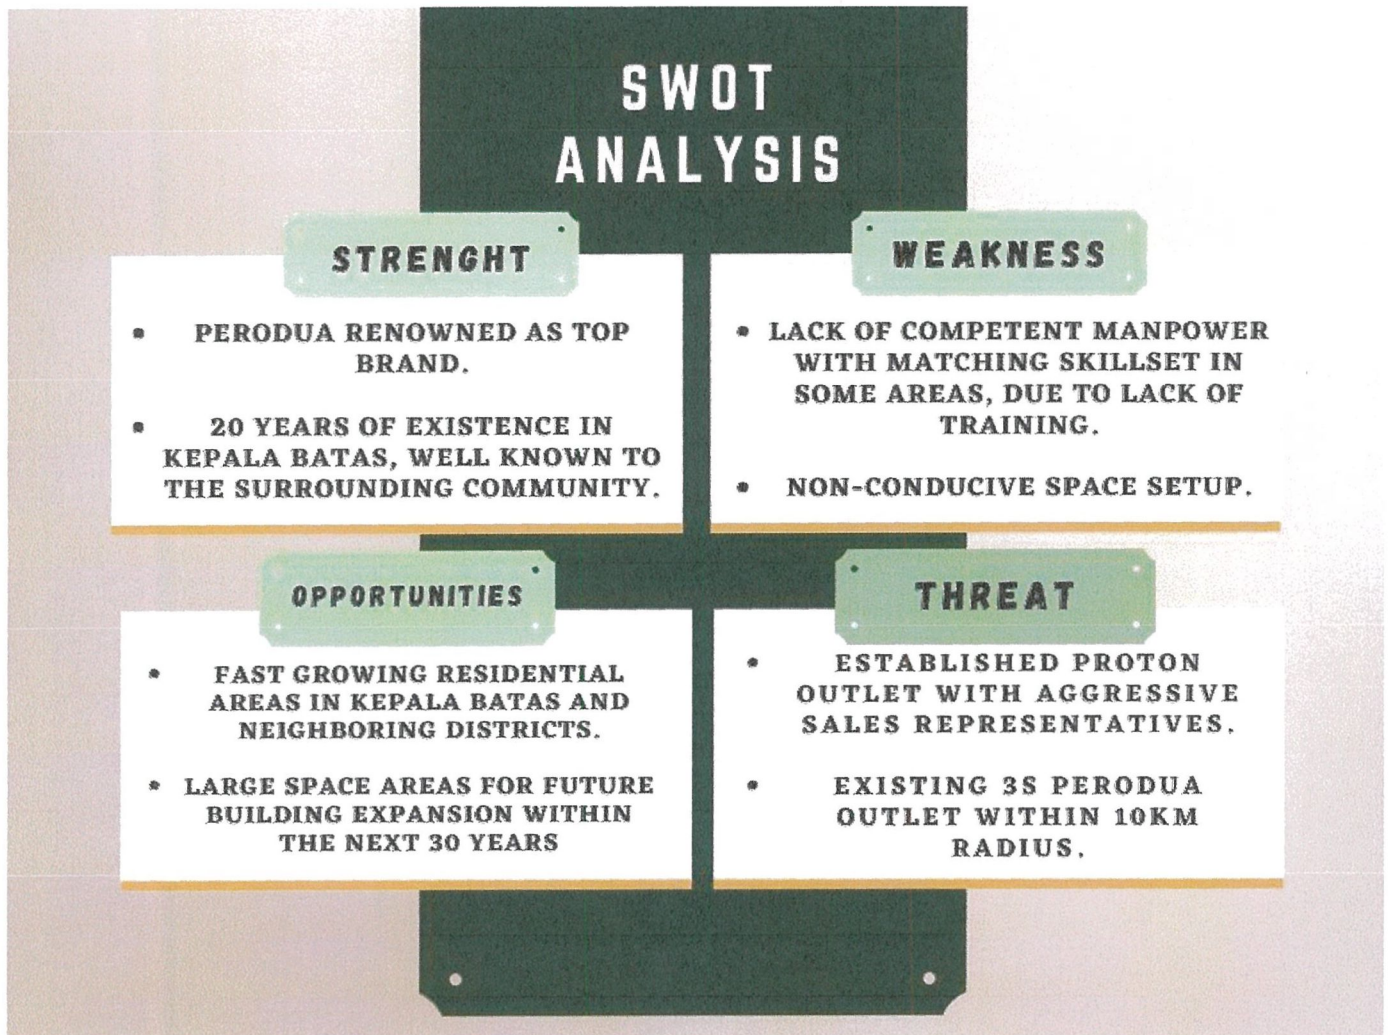 SWOT
ANALYSIS
STRENGHT
PERODUA RENOWNED AS TOP
BRAND.
20 YEARS OF EXISTENCE IN
KEPALA BATAS, WELL KNOWN TO
THE SURROUNDING COMMUNITY.
WEAKNESS
LACK OF COMPETENT MANPOWER
WITH MATCHING SKILLSET IN
SOME AREAS, DUE TO LACK OF
TRAINING.
NON-CONDUCIVE SPACE SETUP.
OPPORTUNITIES
FAST GROWING RESIDENTIAL
AREAS IN KEPALA BATAS AND
NEIGHBORING DISTRICTS.
LARGE SPACE AREAS FOR FUTURE
BUILDING EXPANSION WITHIN
THE NEXT 30 YEARS
THREAT
ESTABLISHED PROTON
OUTLET WITH AGGRESSIVE
SALES REPRESENTATIVES.
EXISTING 3S PERODUA
OUTLET WITHIN 10KM
RADIUS.